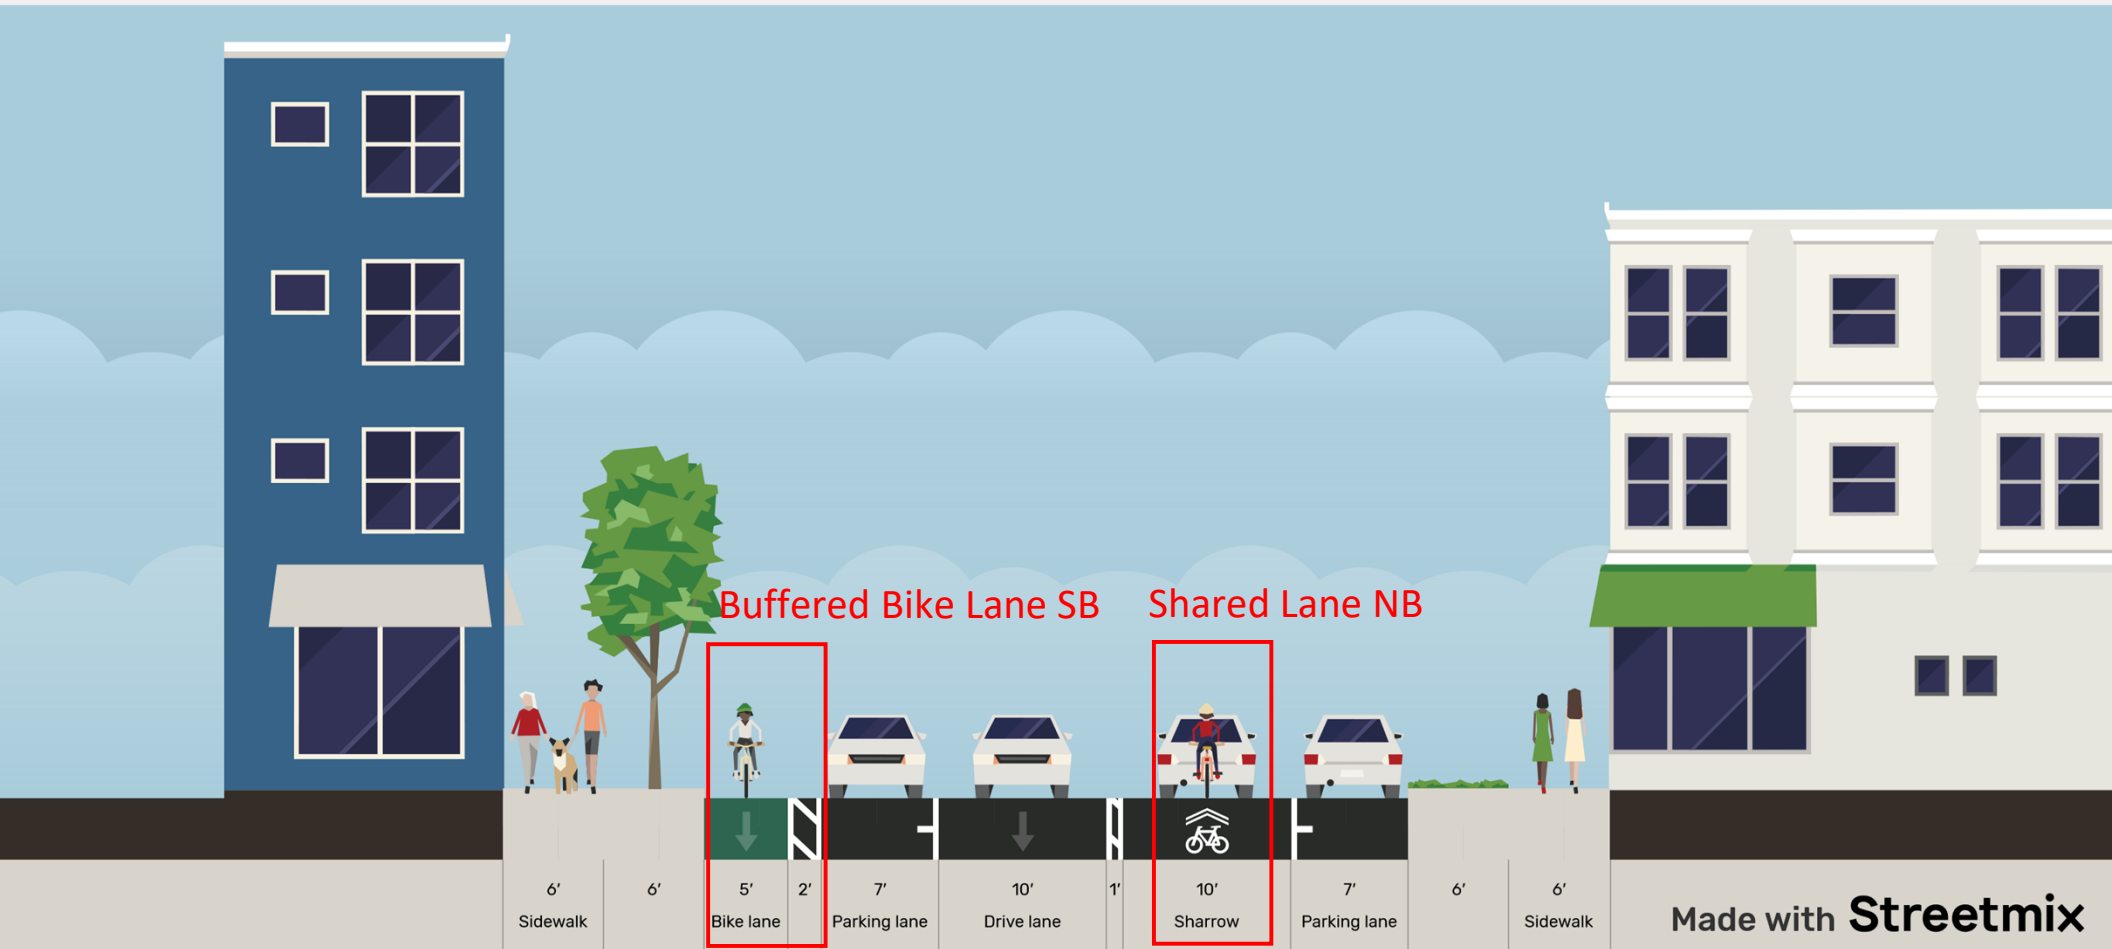 Buffered Bike Lane SB
Shared Lane NB
6' 6' 5' 2' 7' 10' 1' 10' 7' 6' 6'
Sidewalk Bike lane Parking lane Drive lane Sharrow Parking lane Sidewalk
Made with Streetmix